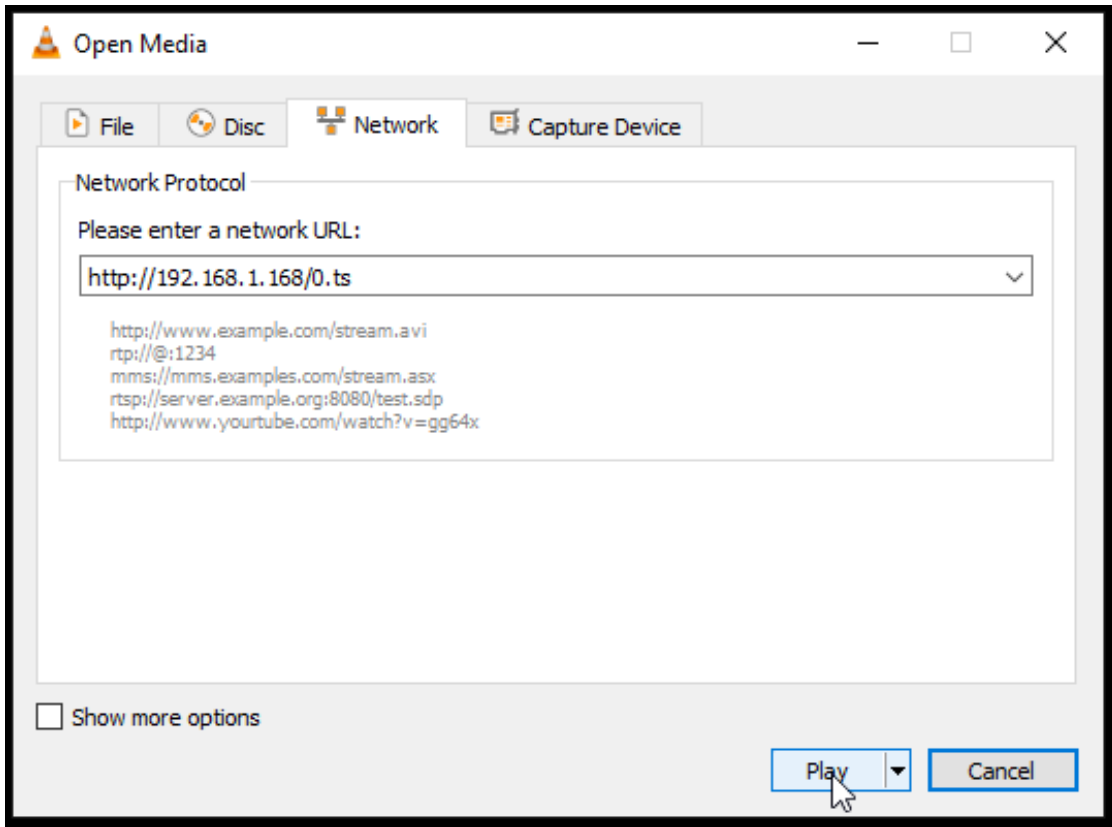 Open Media
File Disc Network Capture Device
Network Protocol
Please enter a network URL:
http://192.168.1.168/0.ts
http://www.example.com/stream.avi
rtp://@:1234
mms://mms.examples.com/stream.asx
rtsp://server.example.org:8080/test.sdp
http://www.yourtube.com/watch?v=gg64x
Show more options
Play Cancel